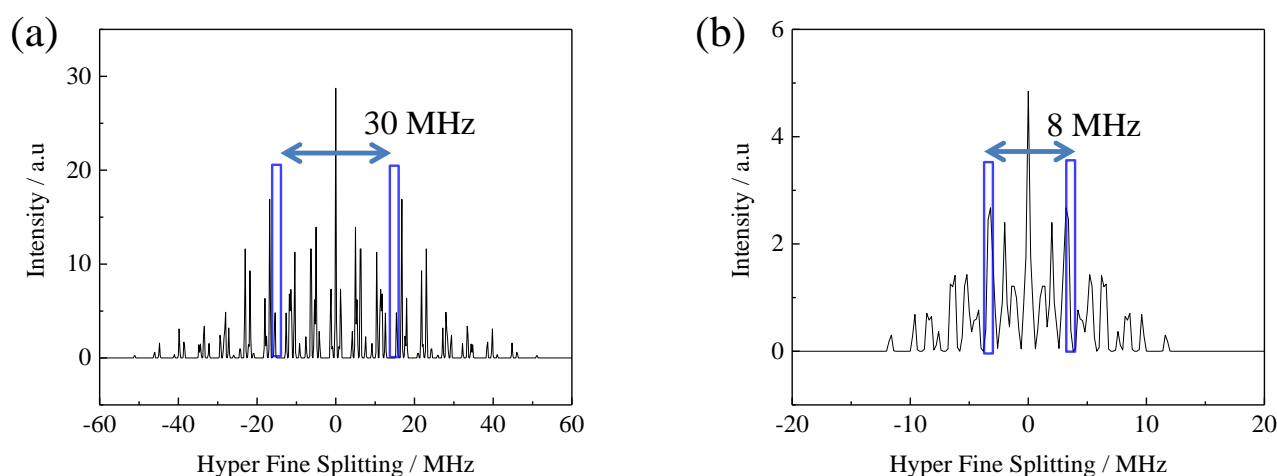 (a)
30 MHz
Intensity / a.u
30
20
10
0
-60 -40 -20 0 20 40 60
Hyper Fine Splitting / MHz
(b)
8 MHz
Intensity / a.u
6
4
2
0
-20 -10 0 10 20
Hyper Fine Splitting / MHz